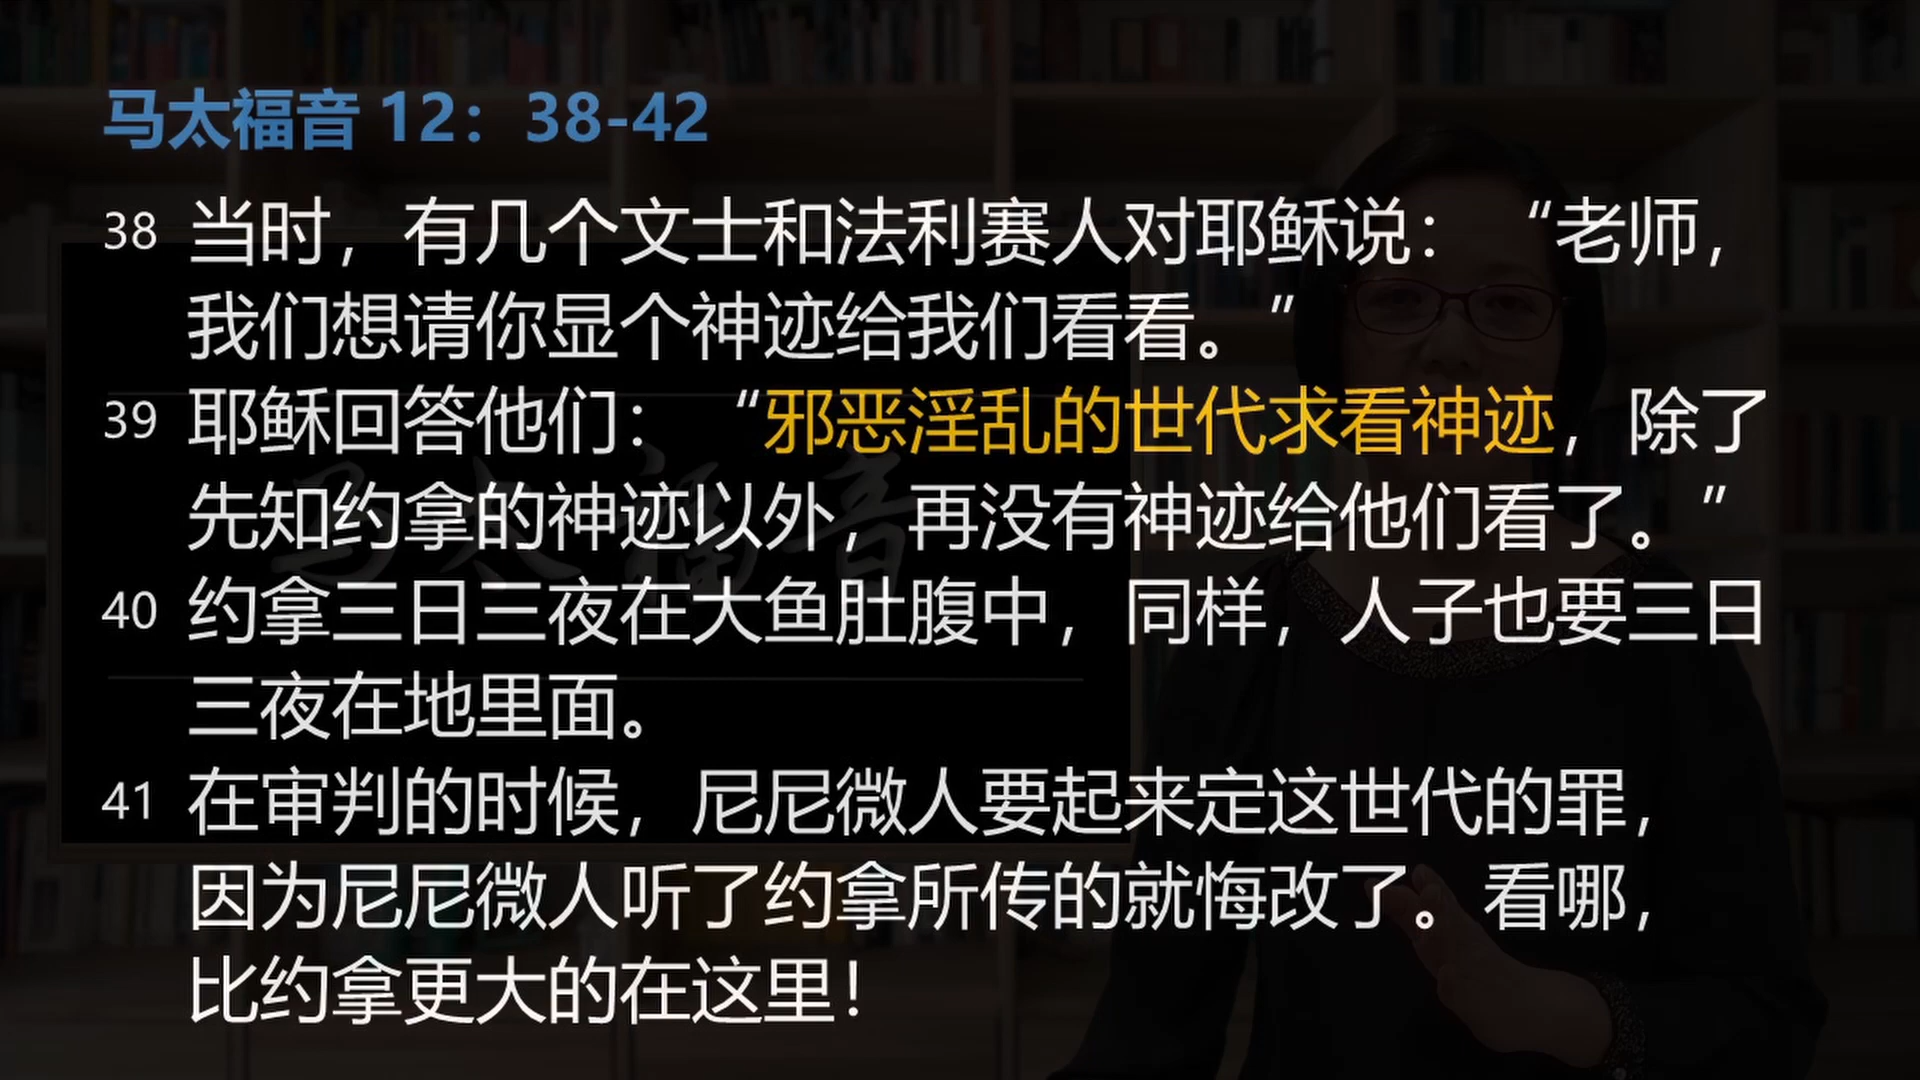 马太福音 12：38-42
38 当时，有几个文士和法利赛人对耶稣说：“老师，
我们想请你显个神迹给我们看看。”
39 耶稣回答他们：“邪恶淫乱的世代求看神迹，除了
先知约拿的神迹以外，再没有神迹给他们看了。”
40 约拿三日三夜在大鱼肚腹中，同样，人子也要三日
三夜在地里面。
41 在审判的时候，尼尼微人要起来定这世代的罪，
因为尼尼微人听了约拿所传的就悔改了。看哪，
比约拿更大的在这里！
马太福音